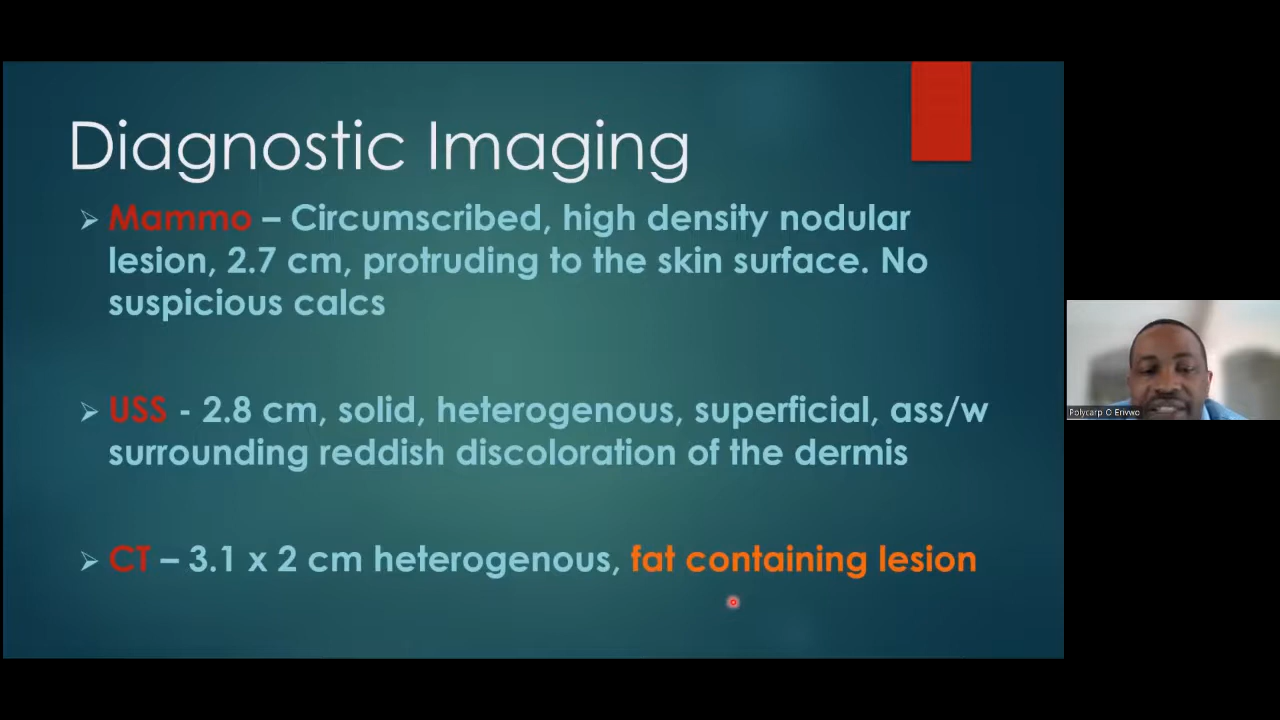 Diagnostic Imaging
➢ Mammo – Circumscribed, high density nodular
lesion, 2.7 cm, protruding to the skin surface. No
suspicious calcs
➢ USS - 2.8 cm, solid, heterogenous, superficial, ass/w
surrounding reddish discoloration of the dermis
➢ CT – 3.1 x 2 cm heterogenous, fat containing lesion
Polycarp O Erivwo